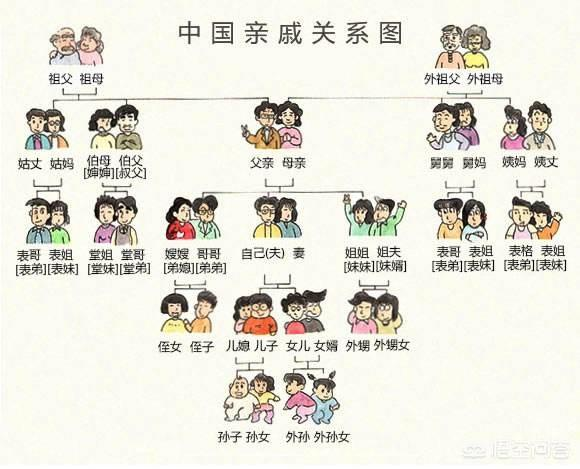 中国亲戚关系图
祖父 祖母
外祖父 外祖母
姑丈 姑妈
伯母 伯父
[婶婶][叔父]
父亲 母亲
舅舅 舅妈
姨妈 姨丈
表哥 表姐
[表弟][表妹]
堂姐 堂哥
[堂妹][堂弟]
嫂嫂 哥哥
[弟媳][弟弟]
自己(夫) 妻
姐姐 姐夫
[妹妹][妹婿]
表哥 表姐
[表弟][表妹]
表格 表姐
[表弟][表妹]
侄女 侄子
儿媳 儿子
女儿 女婿
外甥 外甥女
孙子 孙女
外孙 外孙女
悟空问答